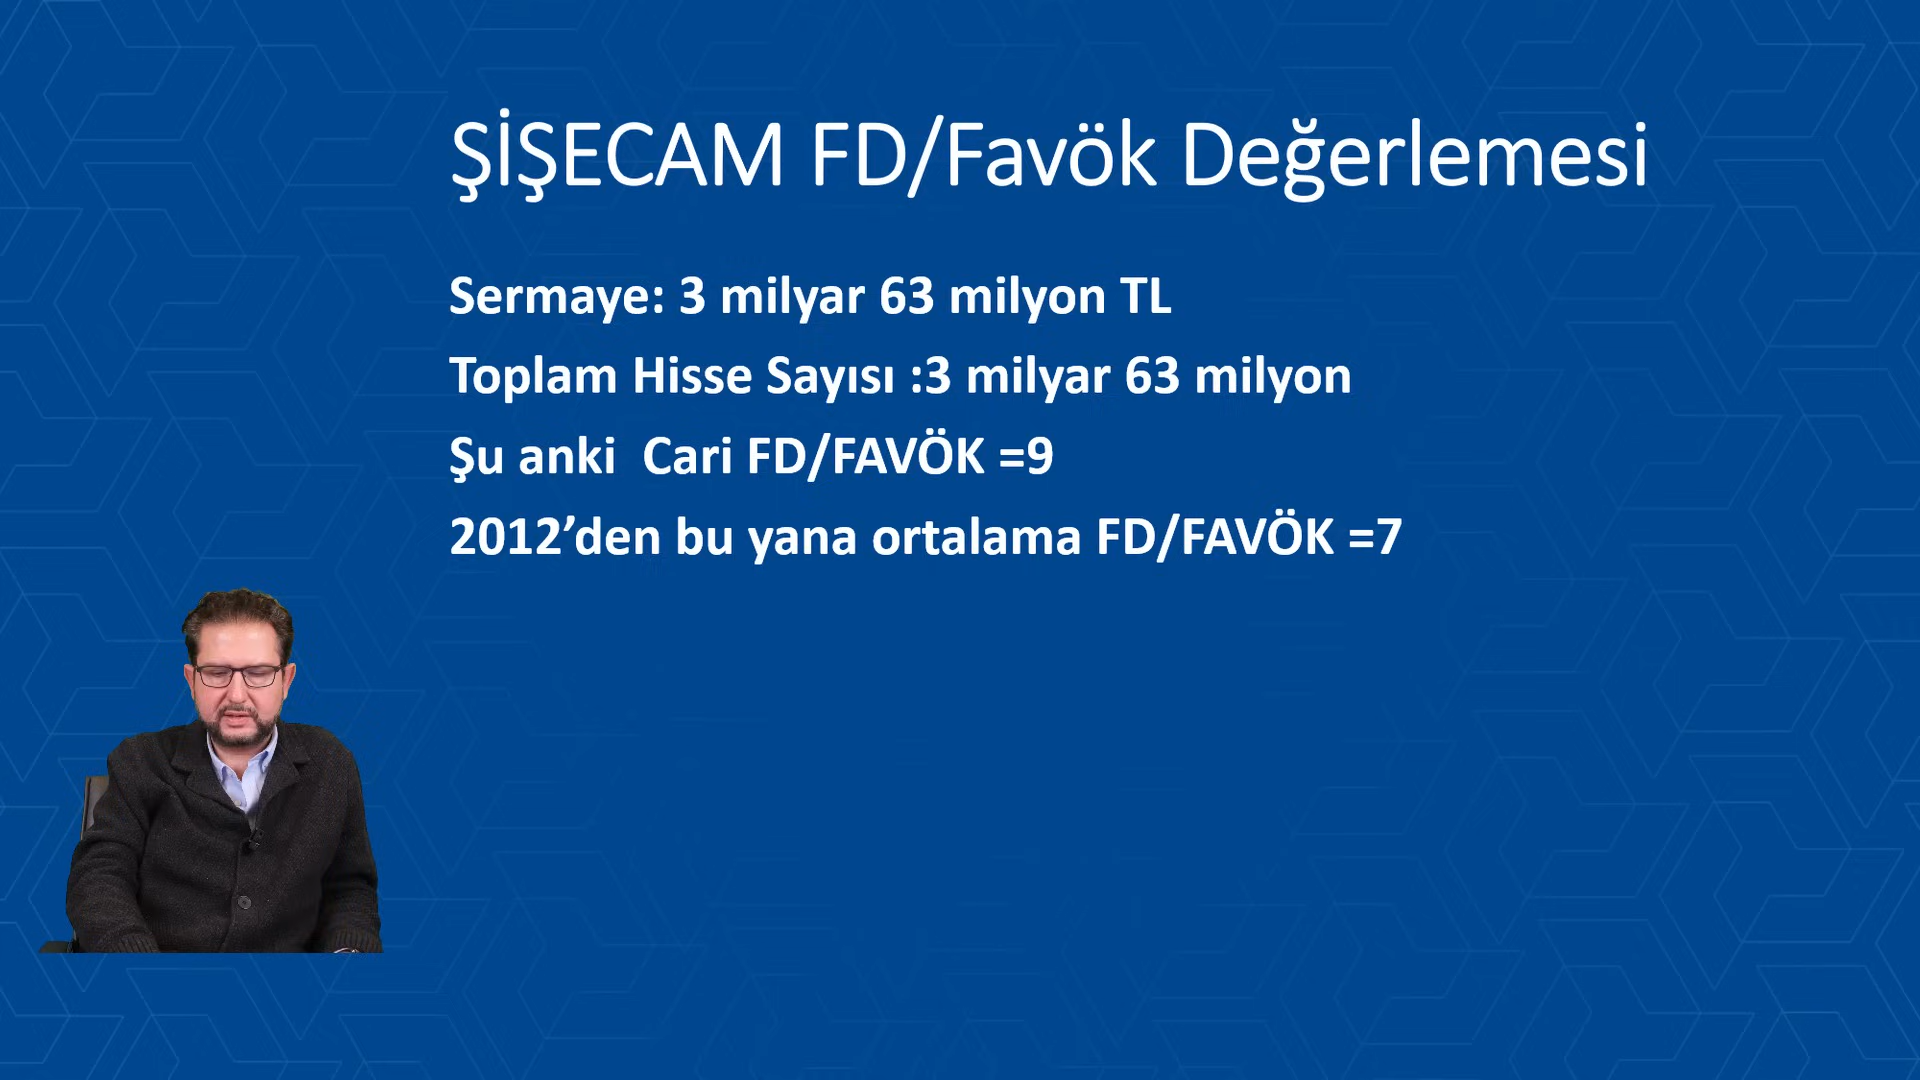 ŞİŞECAM FD/Favök Değerlemesi
Sermaye: 3 milyar 63 milyon TL
Toplam Hisse Sayısı :3 milyar 63 milyon
Şu anki  Cari FD/FAVÖK =9
2012’den bu yana ortalama FD/FAVÖK =7